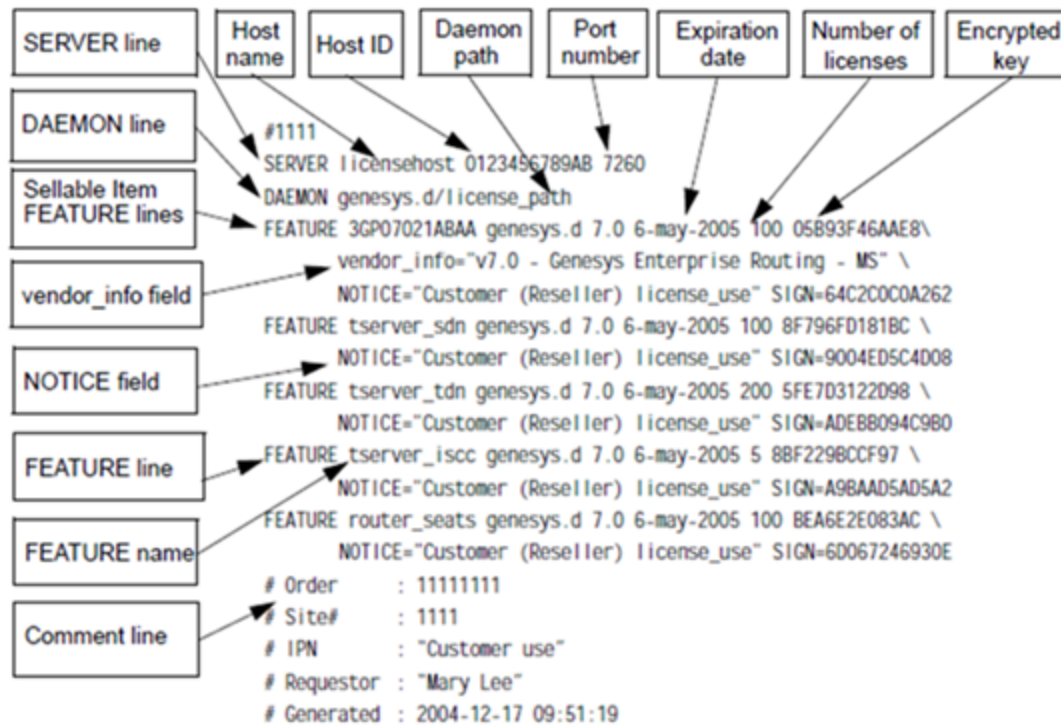 SERVER line
Host name
Host ID
Daemon path
Port number
Expiration date
Number of licenses
Encrypted key
DAEMON line
Sellable Item
FEATURE lines
vendor_info field
NOTICE field
FEATURE line
FEATURE name
Comment line
#1111
SERVER licensehost 0123456789AB 7260
DAEMON genesys.d/license_path
FEATURE 3GP07021ABAA genesys.d 7.0 6-may-2005 100 05B93F46AAE8\
vendor_info="v7.0 - Genesys Enterprise Routing - MS" \
NOTICE="Customer (Reseller) license_use" SIGN=64C2C0C0A262
FEATURE tserver_sdn genesys.d 7.0 6-may-2005 100 8F796FD181BC \
NOTICE="Customer (Reseller) license_use" SIGN=9004ED5C4D08
FEATURE tserver_tdn genesys.d 7.0 6-may-2005 200 5FE7D3122D98 \
NOTICE="Customer (Reseller) license_use" SIGN=ADEBB094C9B0
FEATURE tserver_iscc genesys.d 7.0 6-may-2005 5 8BF229BCCF97 \
NOTICE="Customer (Reseller) license_use" SIGN=A9BAAD5AD5A2
FEATURE router_seats genesys.d 7.0 6-may-2005 100 BEA6E2E083AC \
NOTICE="Customer (Reseller) license_use" SIGN=6D067246930E
# Order : 11111111
# Site# : 1111
# IPN : "Customer use"
# Requestor : "Mary Lee"
# Generated : 2004-12-17 09:51:19